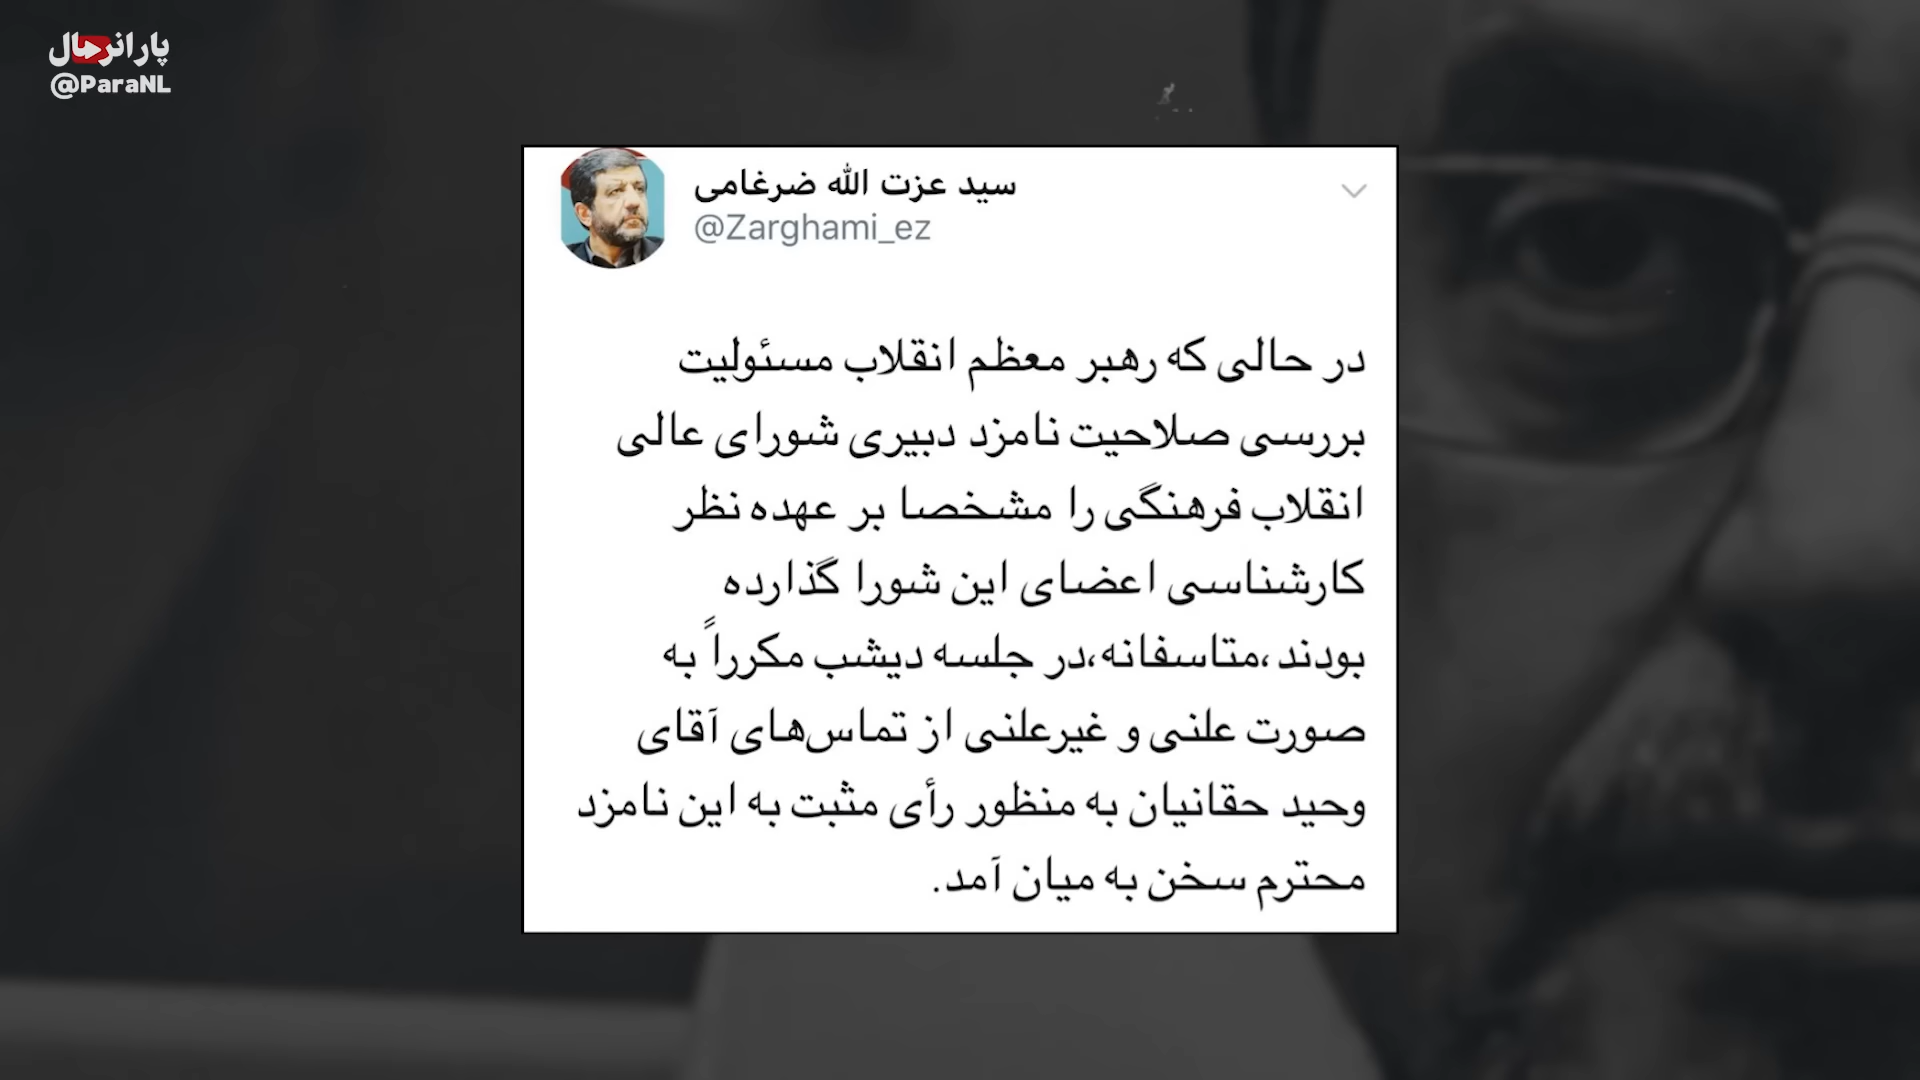 پارانرمال
@ParaNL
سید عزت الله ضرغامی
@Zarghami_ez
در حالی که رهبر معظم انقلاب مسئولیت
بررسی صلاحیت نامزد دبیری شورای عالی
انقلاب فرهنگی را مشخصا بر عهده نظر
کارشناسی اعضای این شورا گذارده
بودند،متاسفانه،در جلسه دیشب مکرراً به
صورت علنی و غیرعلنی از تماس‌های آقای
وحید حقانیان به منظور رأی مثبت به این نامزد
محترم سخن به میان آمد.